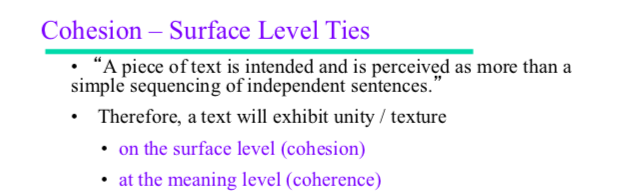 Cohesion – Surface Level Ties
• “A piece of text is intended and is perceived as more than a
simple sequencing of independent sentences.”
• Therefore, a text will exhibit unity / texture
• on the surface level (cohesion)
• at the meaning level (coherence)